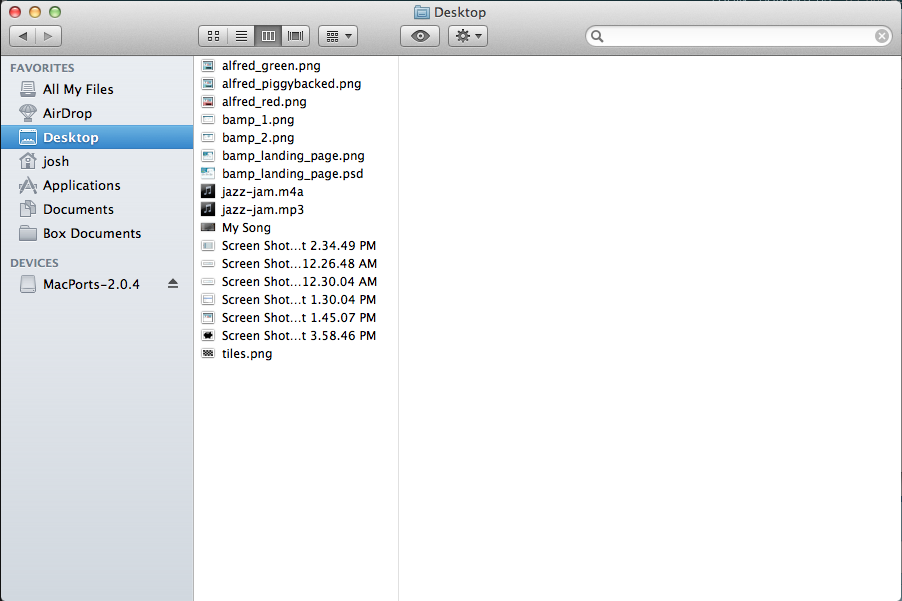 Desktop
FAVORITES
All My Files
AirDrop
Desktop
josh
Applications
Documents
Box Documents
DEVICES
MacPorts-2.0.4
alfred_green.png
alfred_piggybacked.png
alfred_red.png
bamp_1.png
bamp_2.png
bamp_landing_page.png
bamp_landing_page.psd
jazz-jam.m4a
jazz-jam.mp3
My Song
Screen Shot...t 2.34.49 PM
Screen Shot...12.26.48 AM
Screen Shot...12.30.04 AM
Screen Shot...t 1.30.04 PM
Screen Shot...t 1.45.07 PM
Screen Shot...t 3.58.46 PM
tiles.png